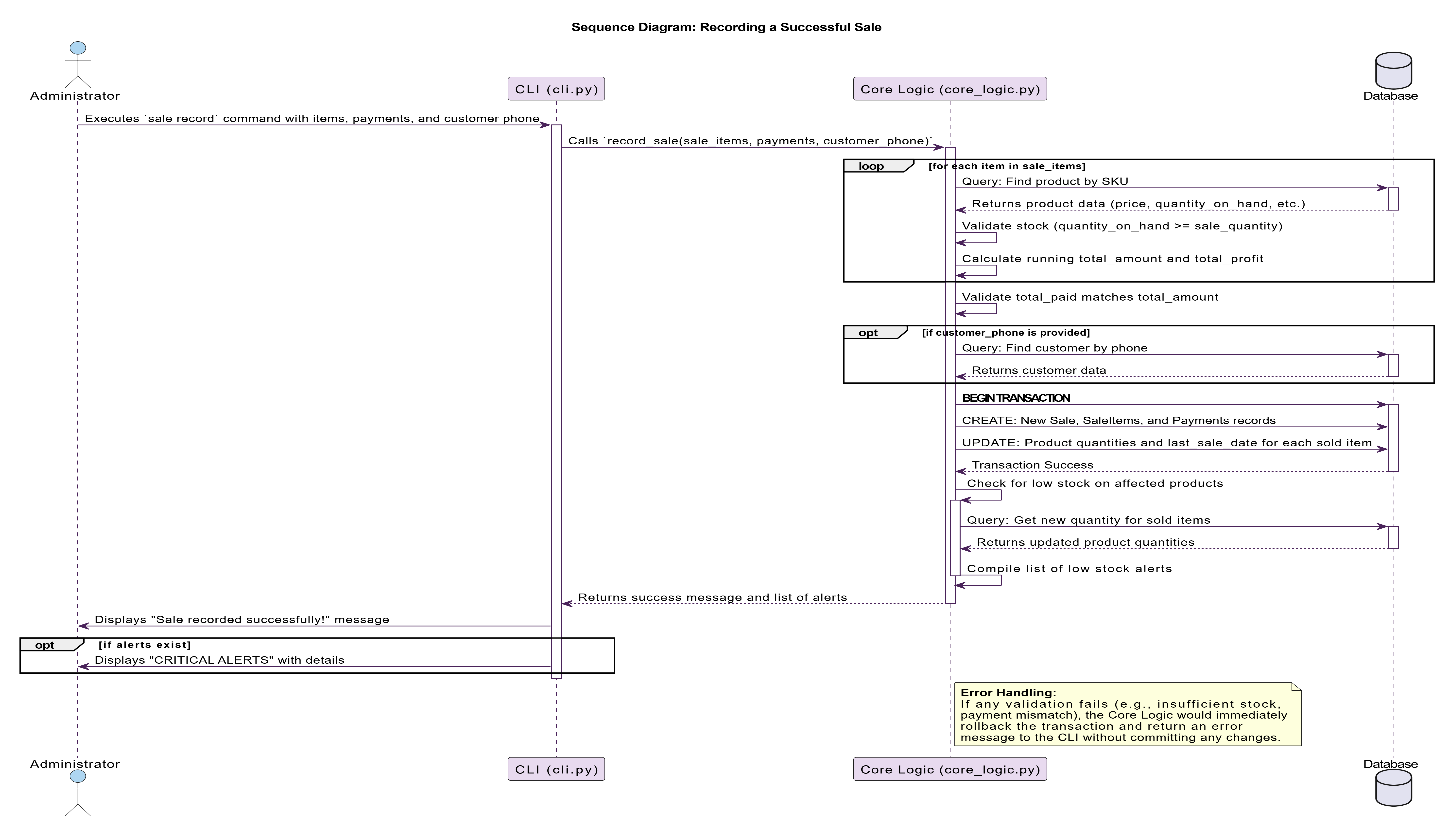 Sequence Diagram: Recording a Successful Sale
Administrator
CLI (cli.py)
Core Logic (core_logic.py)
Database
Executes `sale record` command with items, payments, and customer phone
Calls `record_sale(sale_items, payments, customer_phone)`
loop
[for each item in sale_items]
Query: Find product by SKU
Returns product data (price, quantity_on_hand, etc.)
Validate stock (quantity_on_hand >= sale_quantity)
Calculate running total_amount and total_profit
Validate total_paid matches total_amount
opt
[if customer_phone is provided]
Query: Find customer by phone
Returns customer data
BEGIN TRANSACTION
CREATE: New Sale, SaleItems, and Payments records
UPDATE: Product quantities and last_sale_date for each sold item
Transaction Success
Check for low stock on affected products
Query: Get new quantity for sold items
Returns updated product quantities
Compile list of low stock alerts
Returns success message and list of alerts
Displays "Sale recorded successfully!" message
opt
[if alerts exist]
Displays "CRITICAL ALERTS" with details
Error Handling:
If any validation fails (e.g., insufficient stock,
payment mismatch), the Core Logic would immediately
rollback the transaction and return an error
message to the CLI without committing any changes.
Administrator
CLI (cli.py)
Core Logic (core_logic.py)
Database